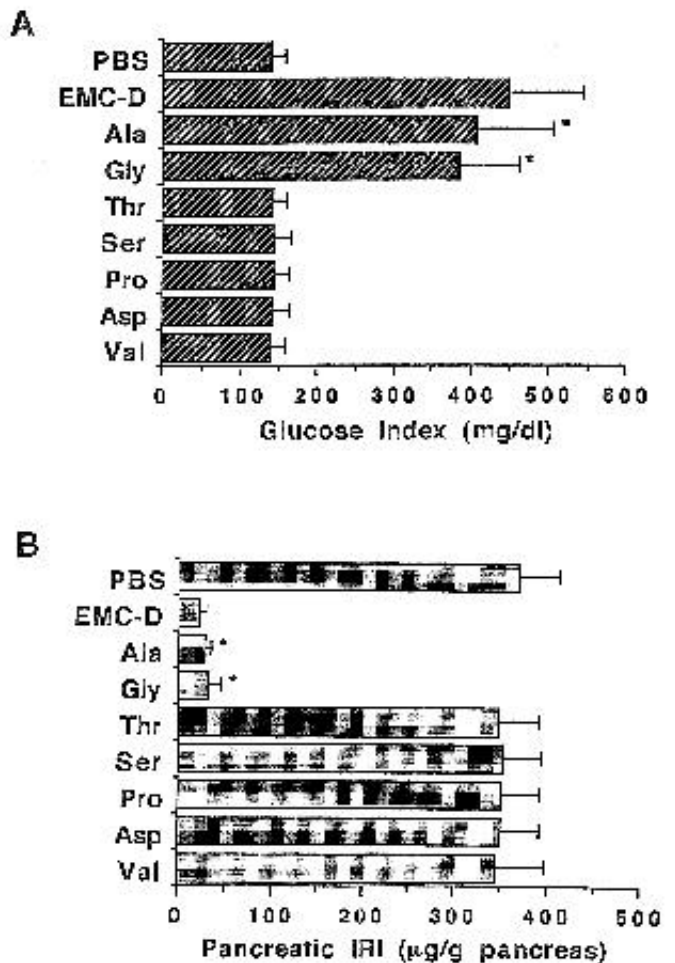 A
PBS
EMC-D
Ala *
Gly *
Thr
Ser
Pro
Asp
Val
0 100 200 300 400 500 600
Glucose Index (mg/dl)
B
PBS
EMC-D
Ala *
Gly *
Thr
Ser
Pro
Asp
Val
0 100 200 300 400 500
Pancreatic IRI (μg/g pancreas)